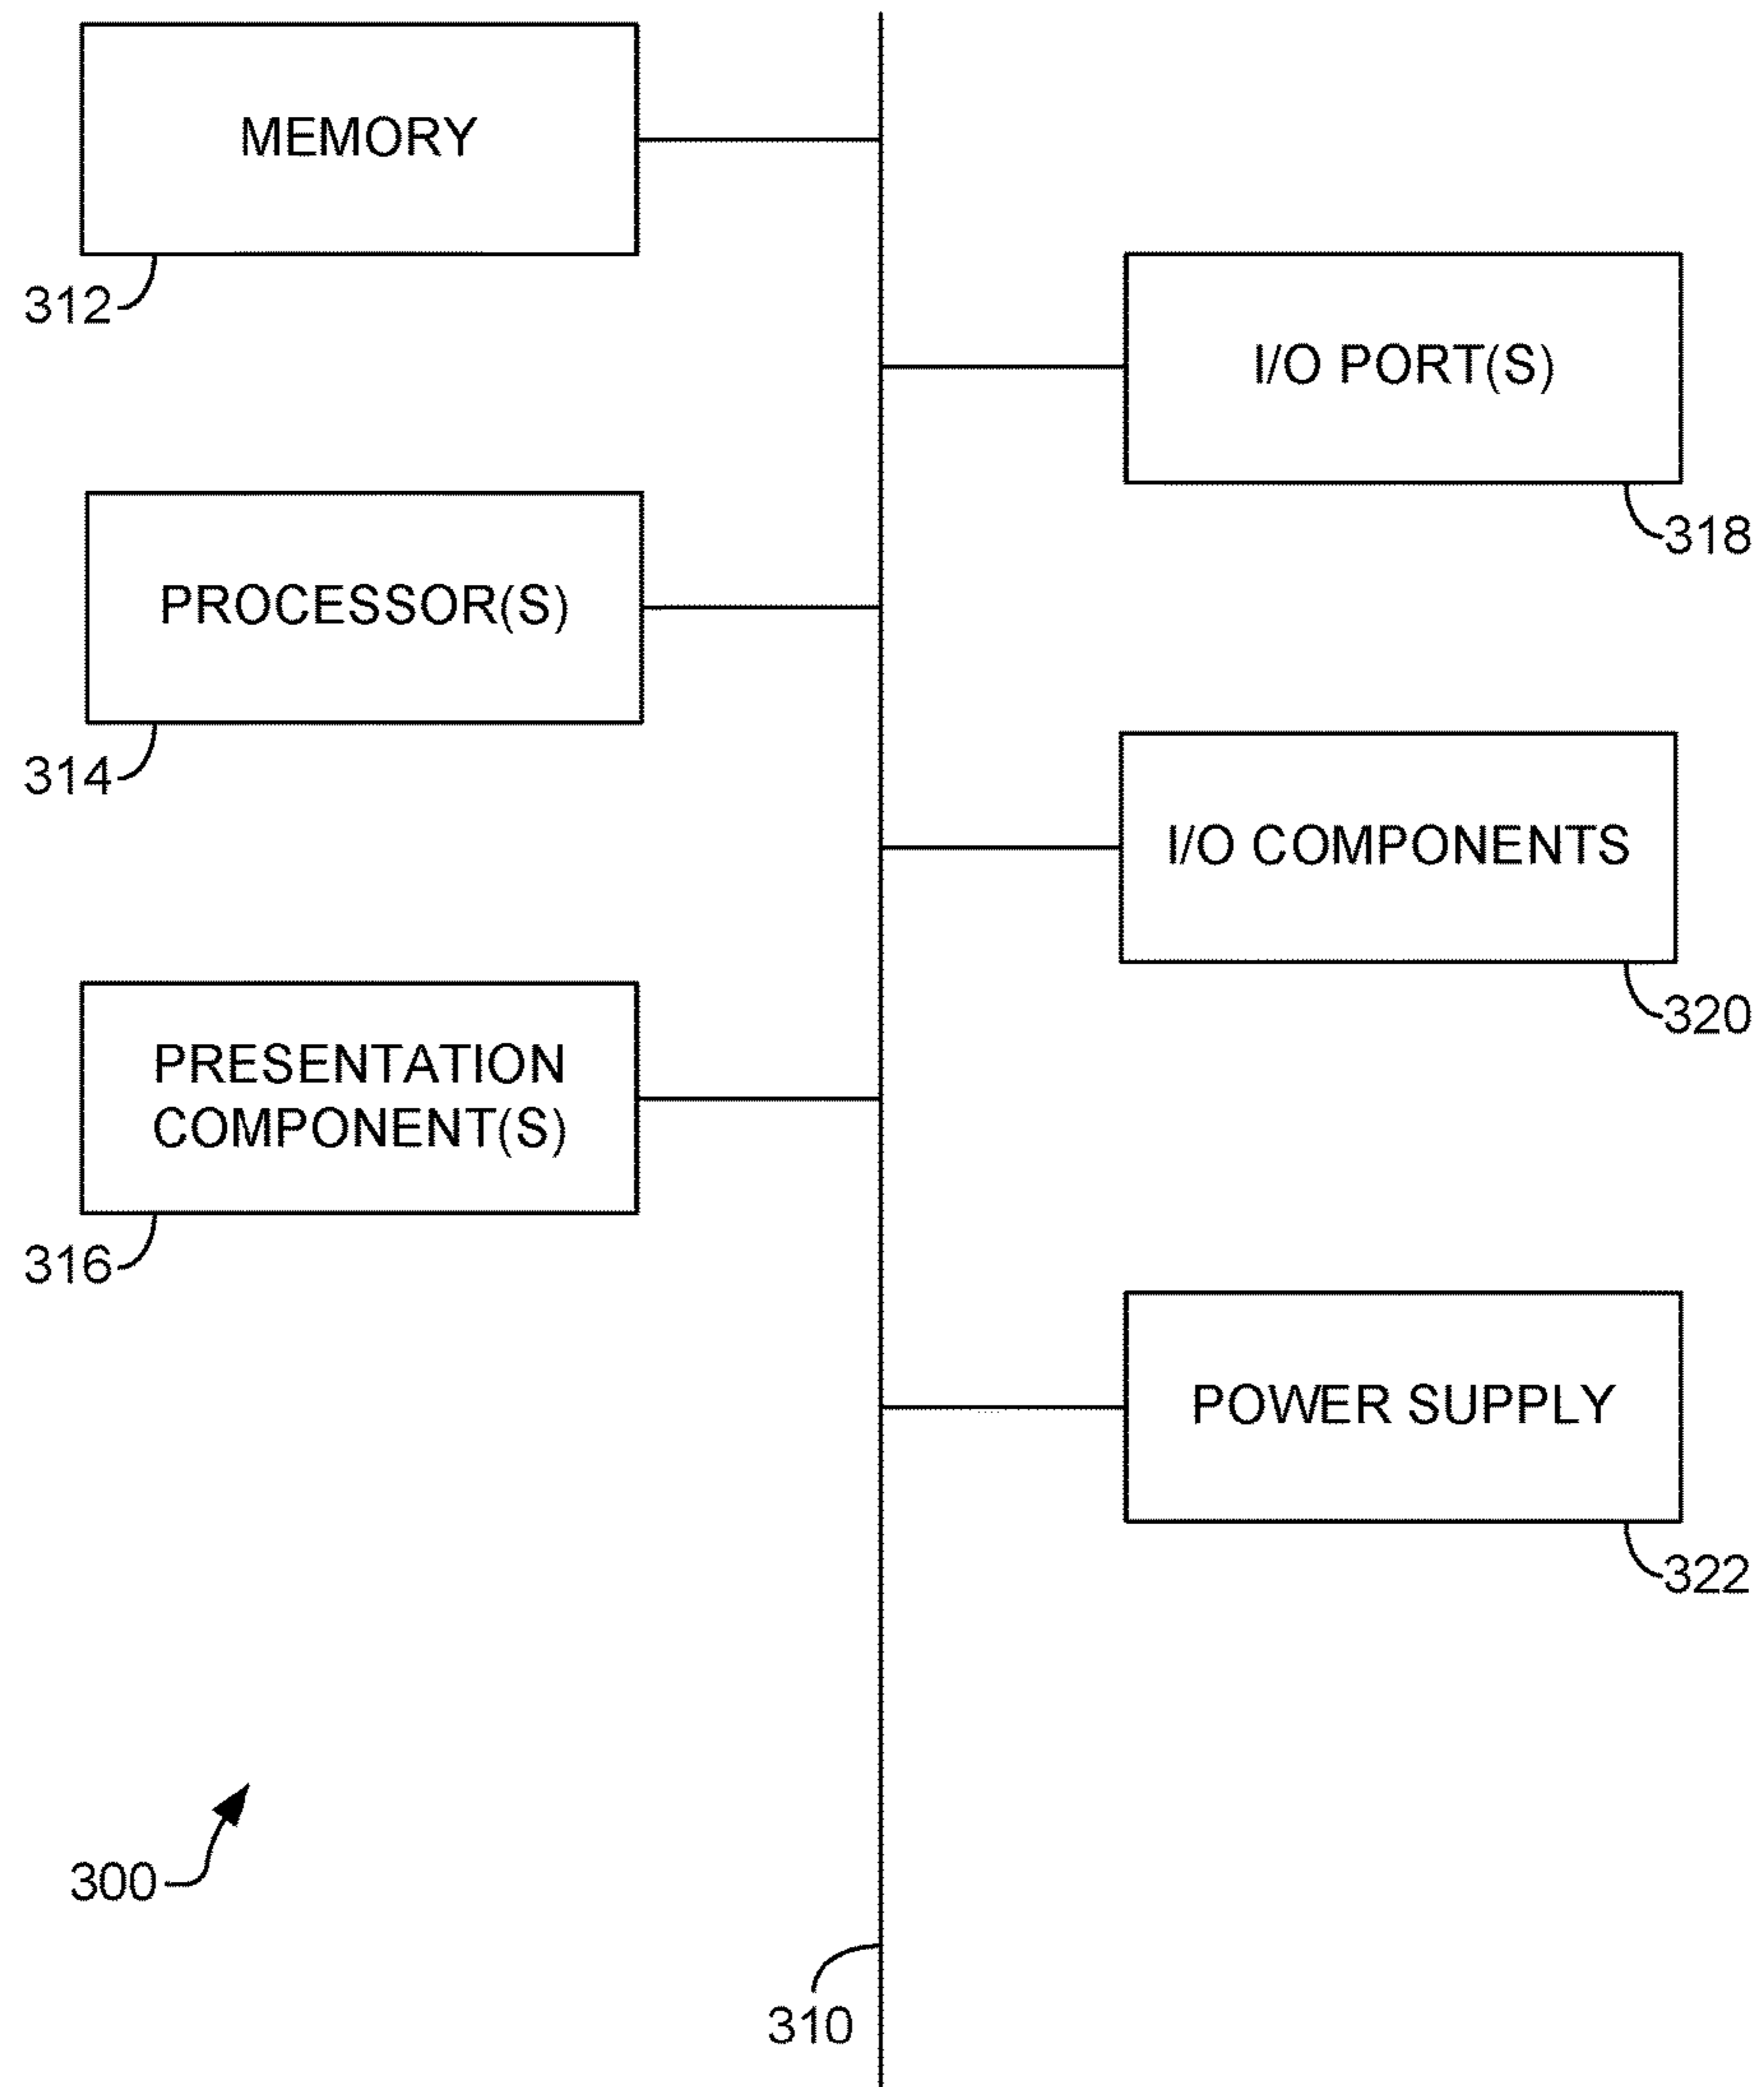 MEMORY
312
I/O PORT(S)
318
PROCESSOR(S)
314
I/O COMPONENTS
320
PRESENTATION
COMPONENT(S)
316
POWER SUPPLY
322
300
310